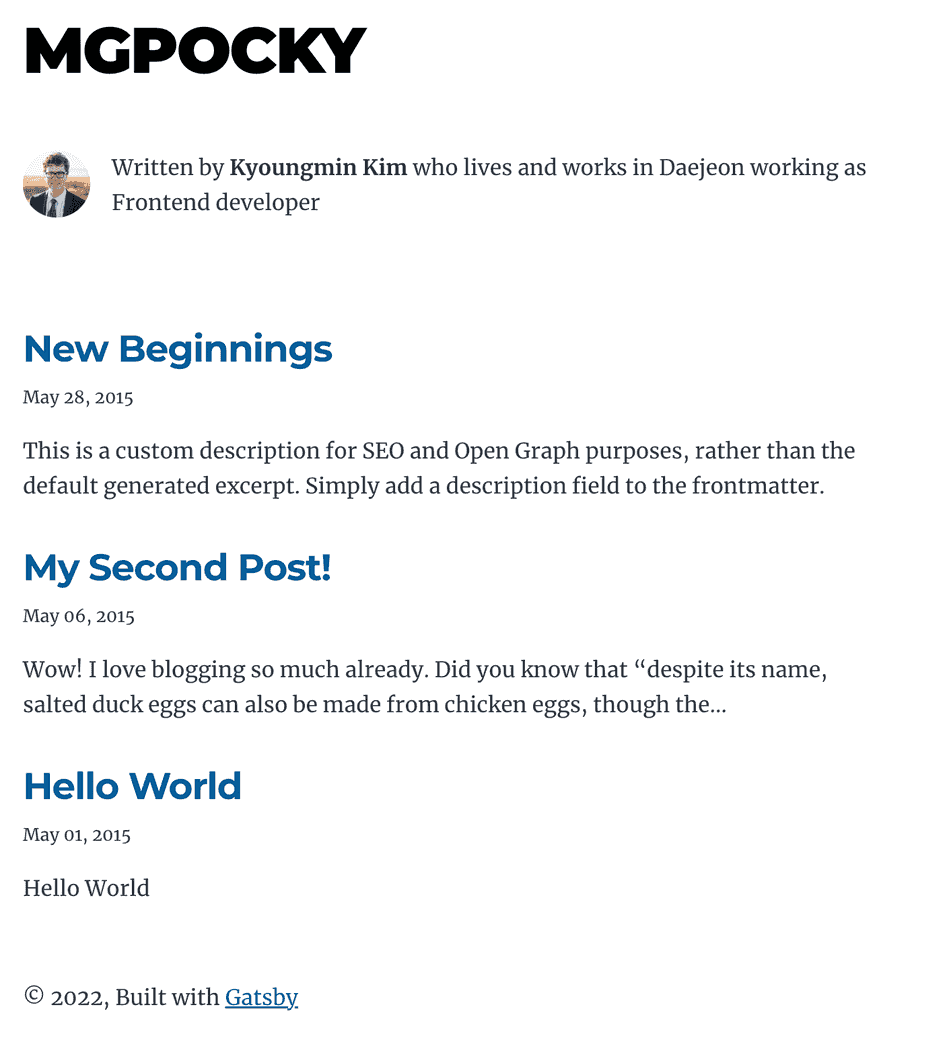 MGPOCKY
Written by Kyoungmin Kim who lives and works in Daejeon working as
Frontend developer
New Beginnings
May 28, 2015
This is a custom description for SEO and Open Graph purposes, rather than the
default generated excerpt. Simply add a description field to the frontmatter.
My Second Post!
May 06, 2015
Wow! I love blogging so much already. Did you know that “despite its name,
salted duck eggs can also be made from chicken eggs, though the…
Hello World
May 01, 2015
Hello World
© 2022, Built with Gatsby